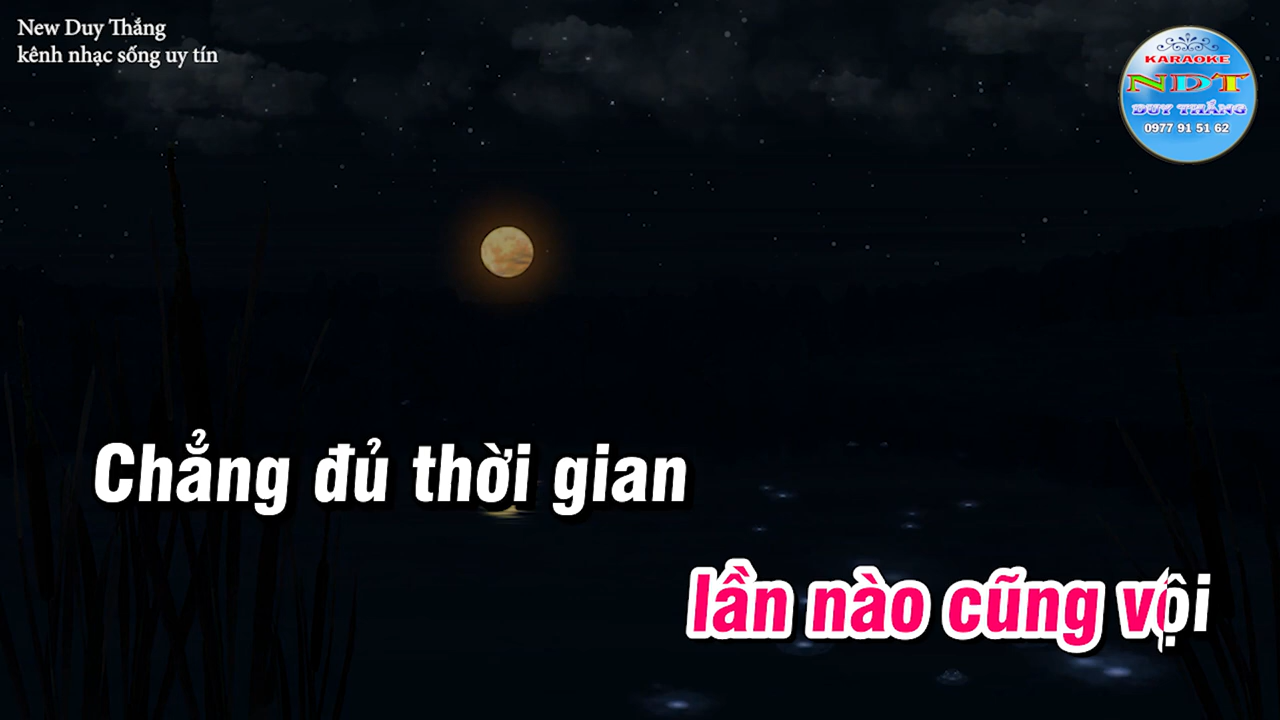 New Duy Thắng
kênh nhạc sống uy tín
KARAOKE
NDT
DUY THẮNG
0977 91 51 62
Chẳng đủ thời gian
lần nào cũng vội